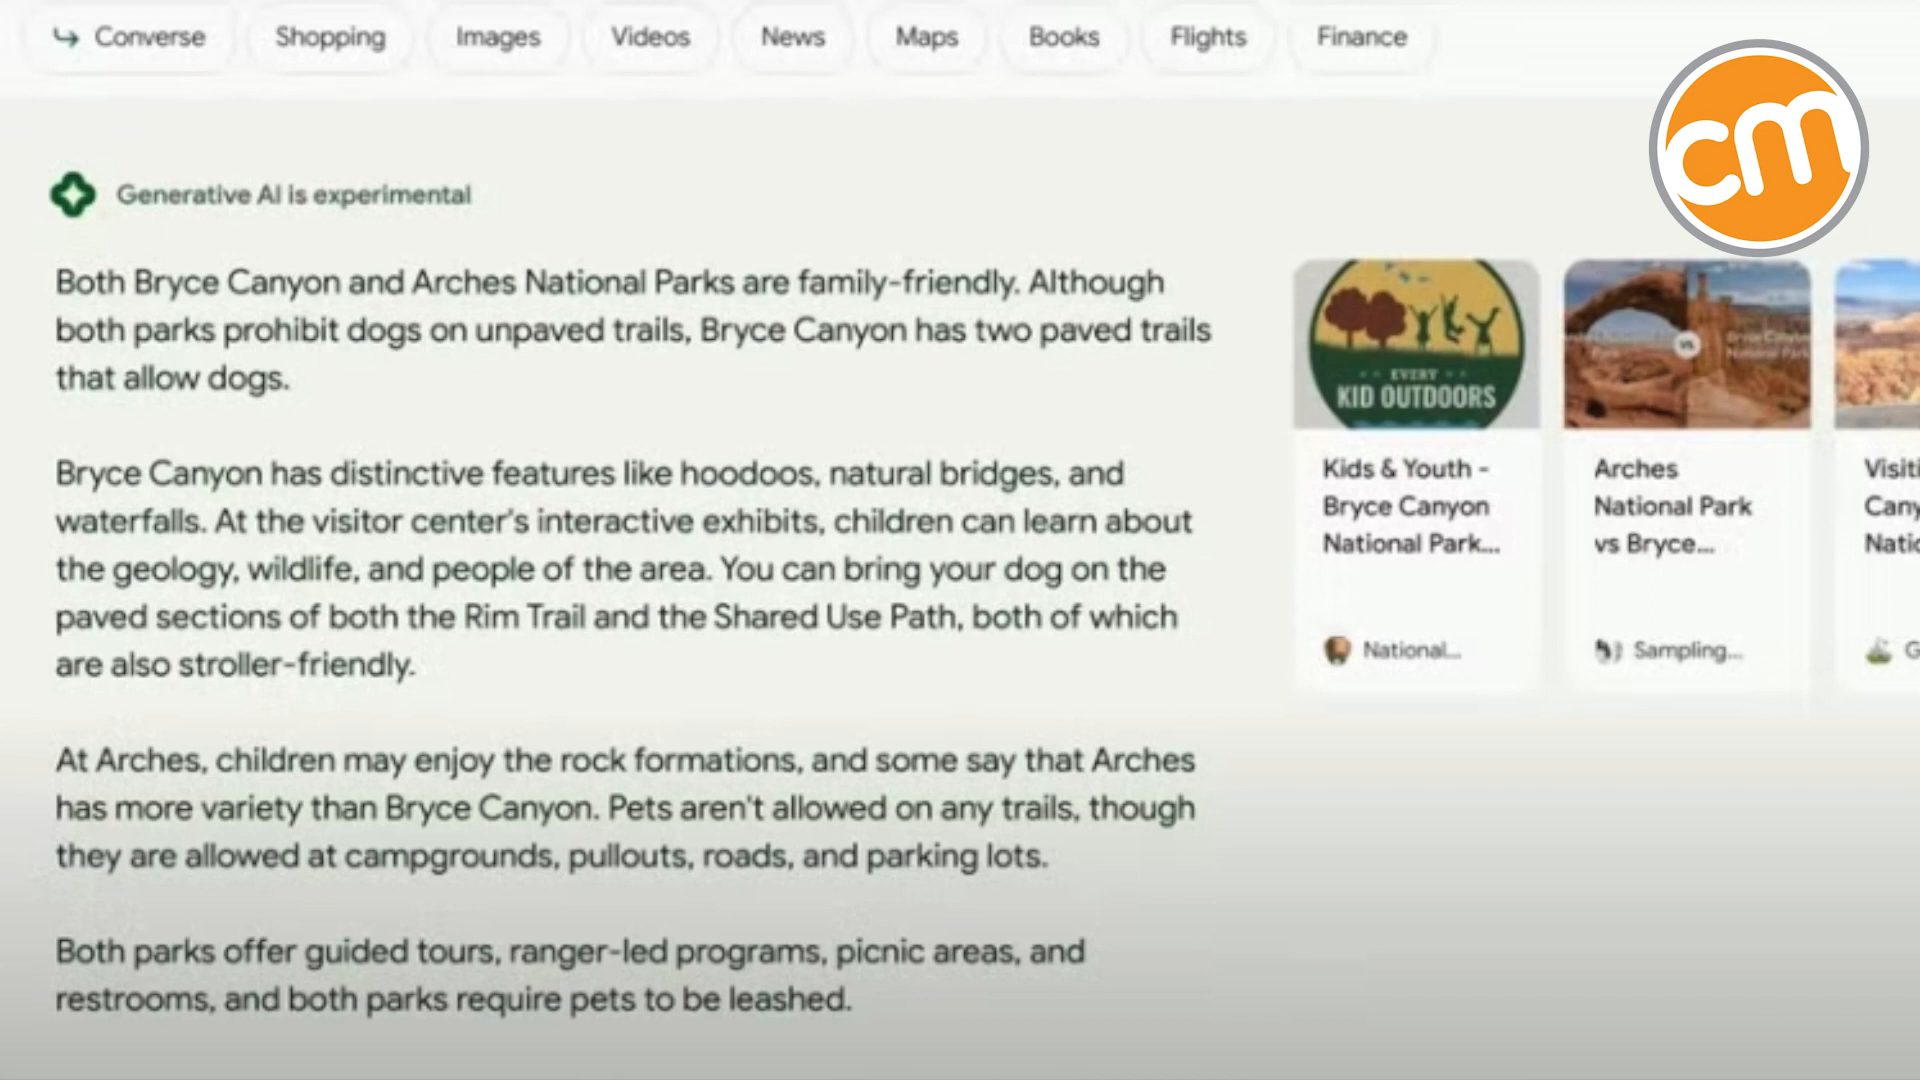 Converse Shopping Images Videos News Maps Books Flights Finance
cm
Generative AI is experimental
Both Bryce Canyon and Arches National Parks are family-friendly. Although
both parks prohibit dogs on unpaved trails, Bryce Canyon has two paved trails
that allow dogs.
Bryce Canyon has distinctive features like hoodoos, natural bridges, and
waterfalls. At the visitor center's interactive exhibits, children can learn about
the geology, wildlife, and people of the area. You can bring your dog on the
paved sections of both the Rim Trail and the Shared Use Path, both of which
are also stroller-friendly.
At Arches, children may enjoy the rock formations, and some say that Arches
has more variety than Bryce Canyon. Pets aren't allowed on any trails, though
they are allowed at campgrounds, pullouts, roads, and parking lots.
Both parks offer guided tours, ranger-led programs, picnic areas, and
restrooms, and both parks require pets to be leashed.
EVERY
KID OUTDOORS
Kids & Youth -
Bryce Canyon
National Park...
National...
vs
Arches
National Park
vs Bryce...
Sampling...
Visiti
Cany
Natio
G